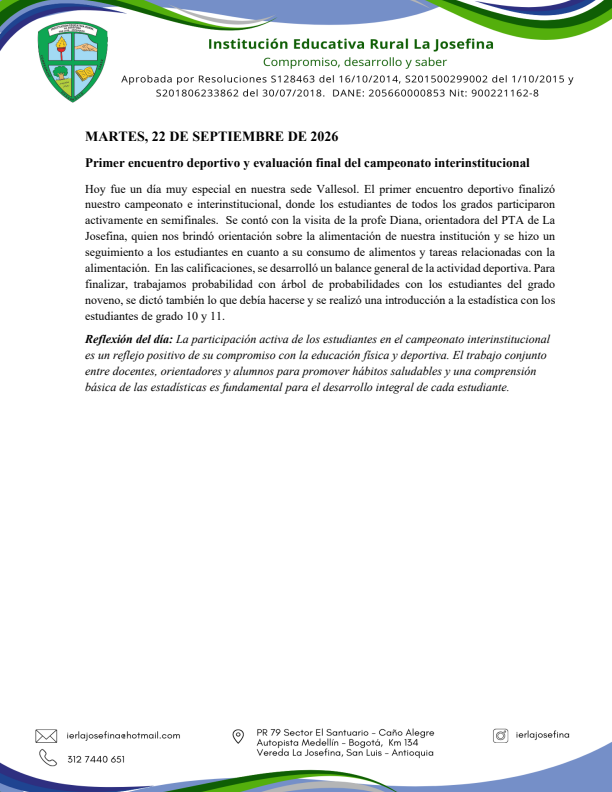 Institución Educativa Rural La Josefina
Compromiso, desarrollo y saber
Aprobada por Resoluciones S128463 del 16/10/2014, S201500299002 del 1/10/2015 y
S201806233862 del 30/07/2018.  DANE: 205660000853 Nit: 900221162-8
MARTES, 22 DE SEPTIEMBRE DE 2026
Primer encuentro deportivo y evaluación final del campeonato interinstitucional
Hoy fue un día muy especial en nuestra sede Vallesol. El primer encuentro deportivo finalizó
nuestro campeonato e interinstitucional, donde los estudiantes de todos los grados participaron
activamente en semifinales.  Se contó con la visita de la profe Diana, orientadora del PTA de La
Josefina, quien nos brindó orientación sobre la alimentación de nuestra institución y se hizo un
seguimiento a los estudiantes en cuanto a su consumo de alimentos y tareas relacionadas con la
alimentación.  En las calificaciones, se desarrolló un balance general de la actividad deportiva. Para
finalizar, trabajamos probabilidad con árbol de probabilidades con los estudiantes del grado
noveno, se dictó también lo que debía hacerse y se realizó una introducción a la estadística con los
estudiantes de grado 10 y 11.
Reflexión del día: La participación activa de los estudiantes en el campeonato interinstitucional
es un reflejo positivo de su compromiso con la educación física y deportiva. El trabajo conjunto
entre docentes, orientadores y alumnos para promover hábitos saludables y una comprensión
básica de las estadísticas es fundamental para el desarrollo integral de cada estudiante.
ierlajosefina@hotmail.com
312 7440 651
PR 79 Sector El Santuario - Caño Alegre
Autopista Medellín - Bogotá,  Km 134
Vereda La Josefina, San Luis - Antioquia
ierlajosefina